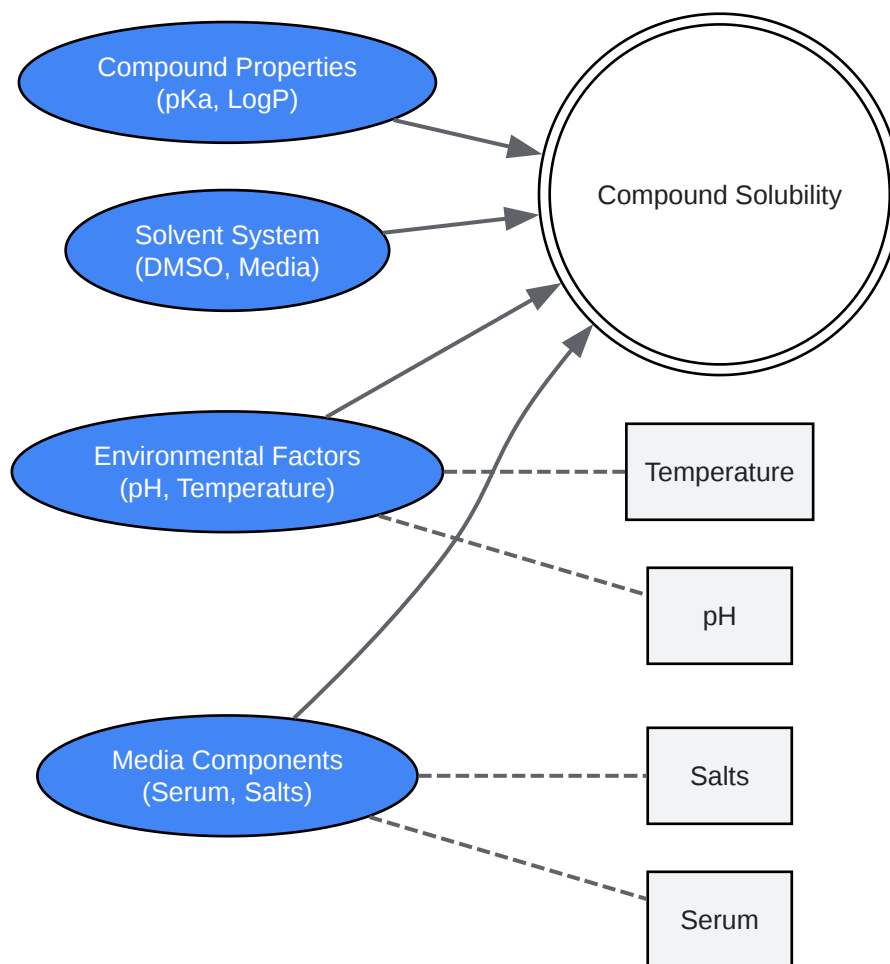 Compound Properties
(pKa, LogP)
Compound Solubility
Solvent System
(DMSO, Media)
Environmental Factors
(pH, Temperature)
Temperature
pH
Media Components
(Serum, Salts)
Salts
Serum